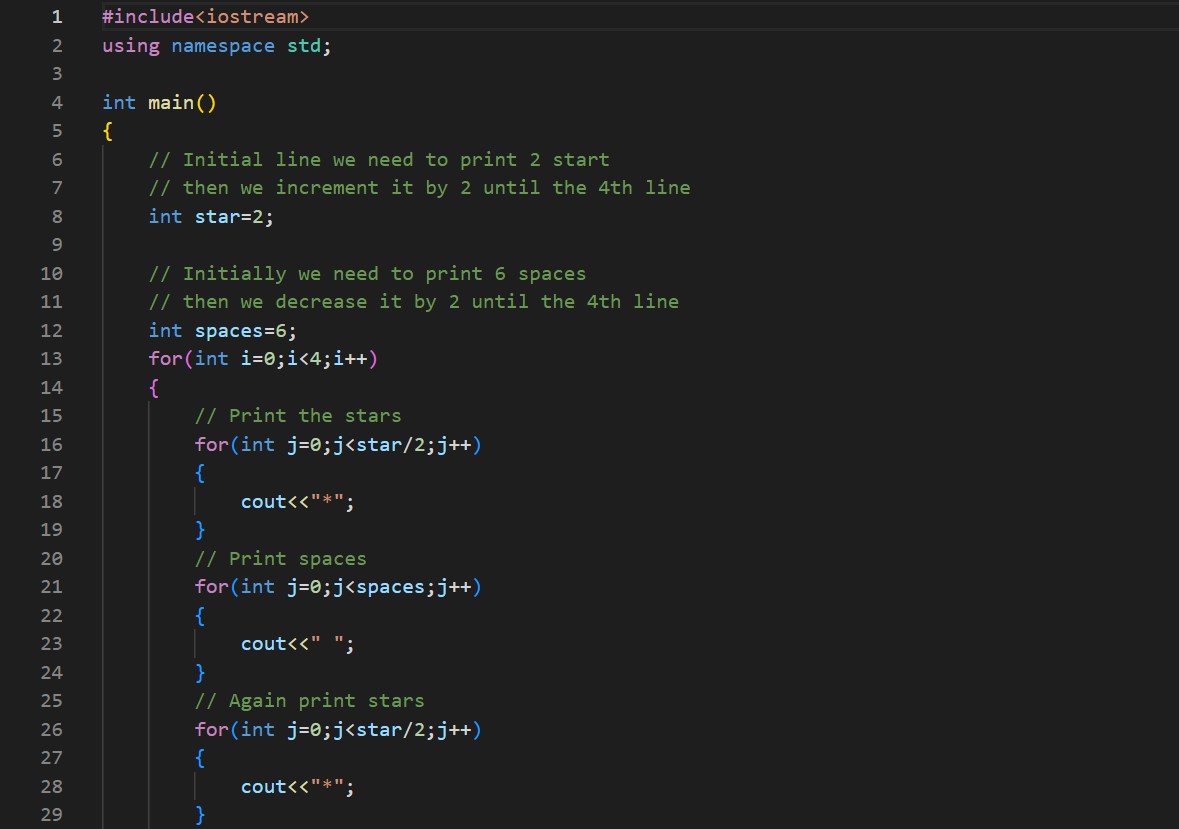 1 #include<iostream>
2 using namespace std;
3
4 int main()
5 {
6     // Initial line we need to print 2 start
7     // then we increment it by 2 until the 4th line
8     int star=2;
9
10     // Initially we need to print 6 spaces
11     // then we decrease it by 2 until the 4th line
12     int spaces=6;
13     for(int i=0;i<4;i++)
14     {
15         // Print the stars
16         for(int j=0;j<star/2;j++)
17         {
18             cout<<"*";
19         }
20         // Print spaces
21         for(int j=0;j<spaces;j++)
22         {
23             cout<<" ";
24         }
25         // Again print stars
26         for(int j=0;j<star/2;j++)
27         {
28             cout<<"*";
29         }